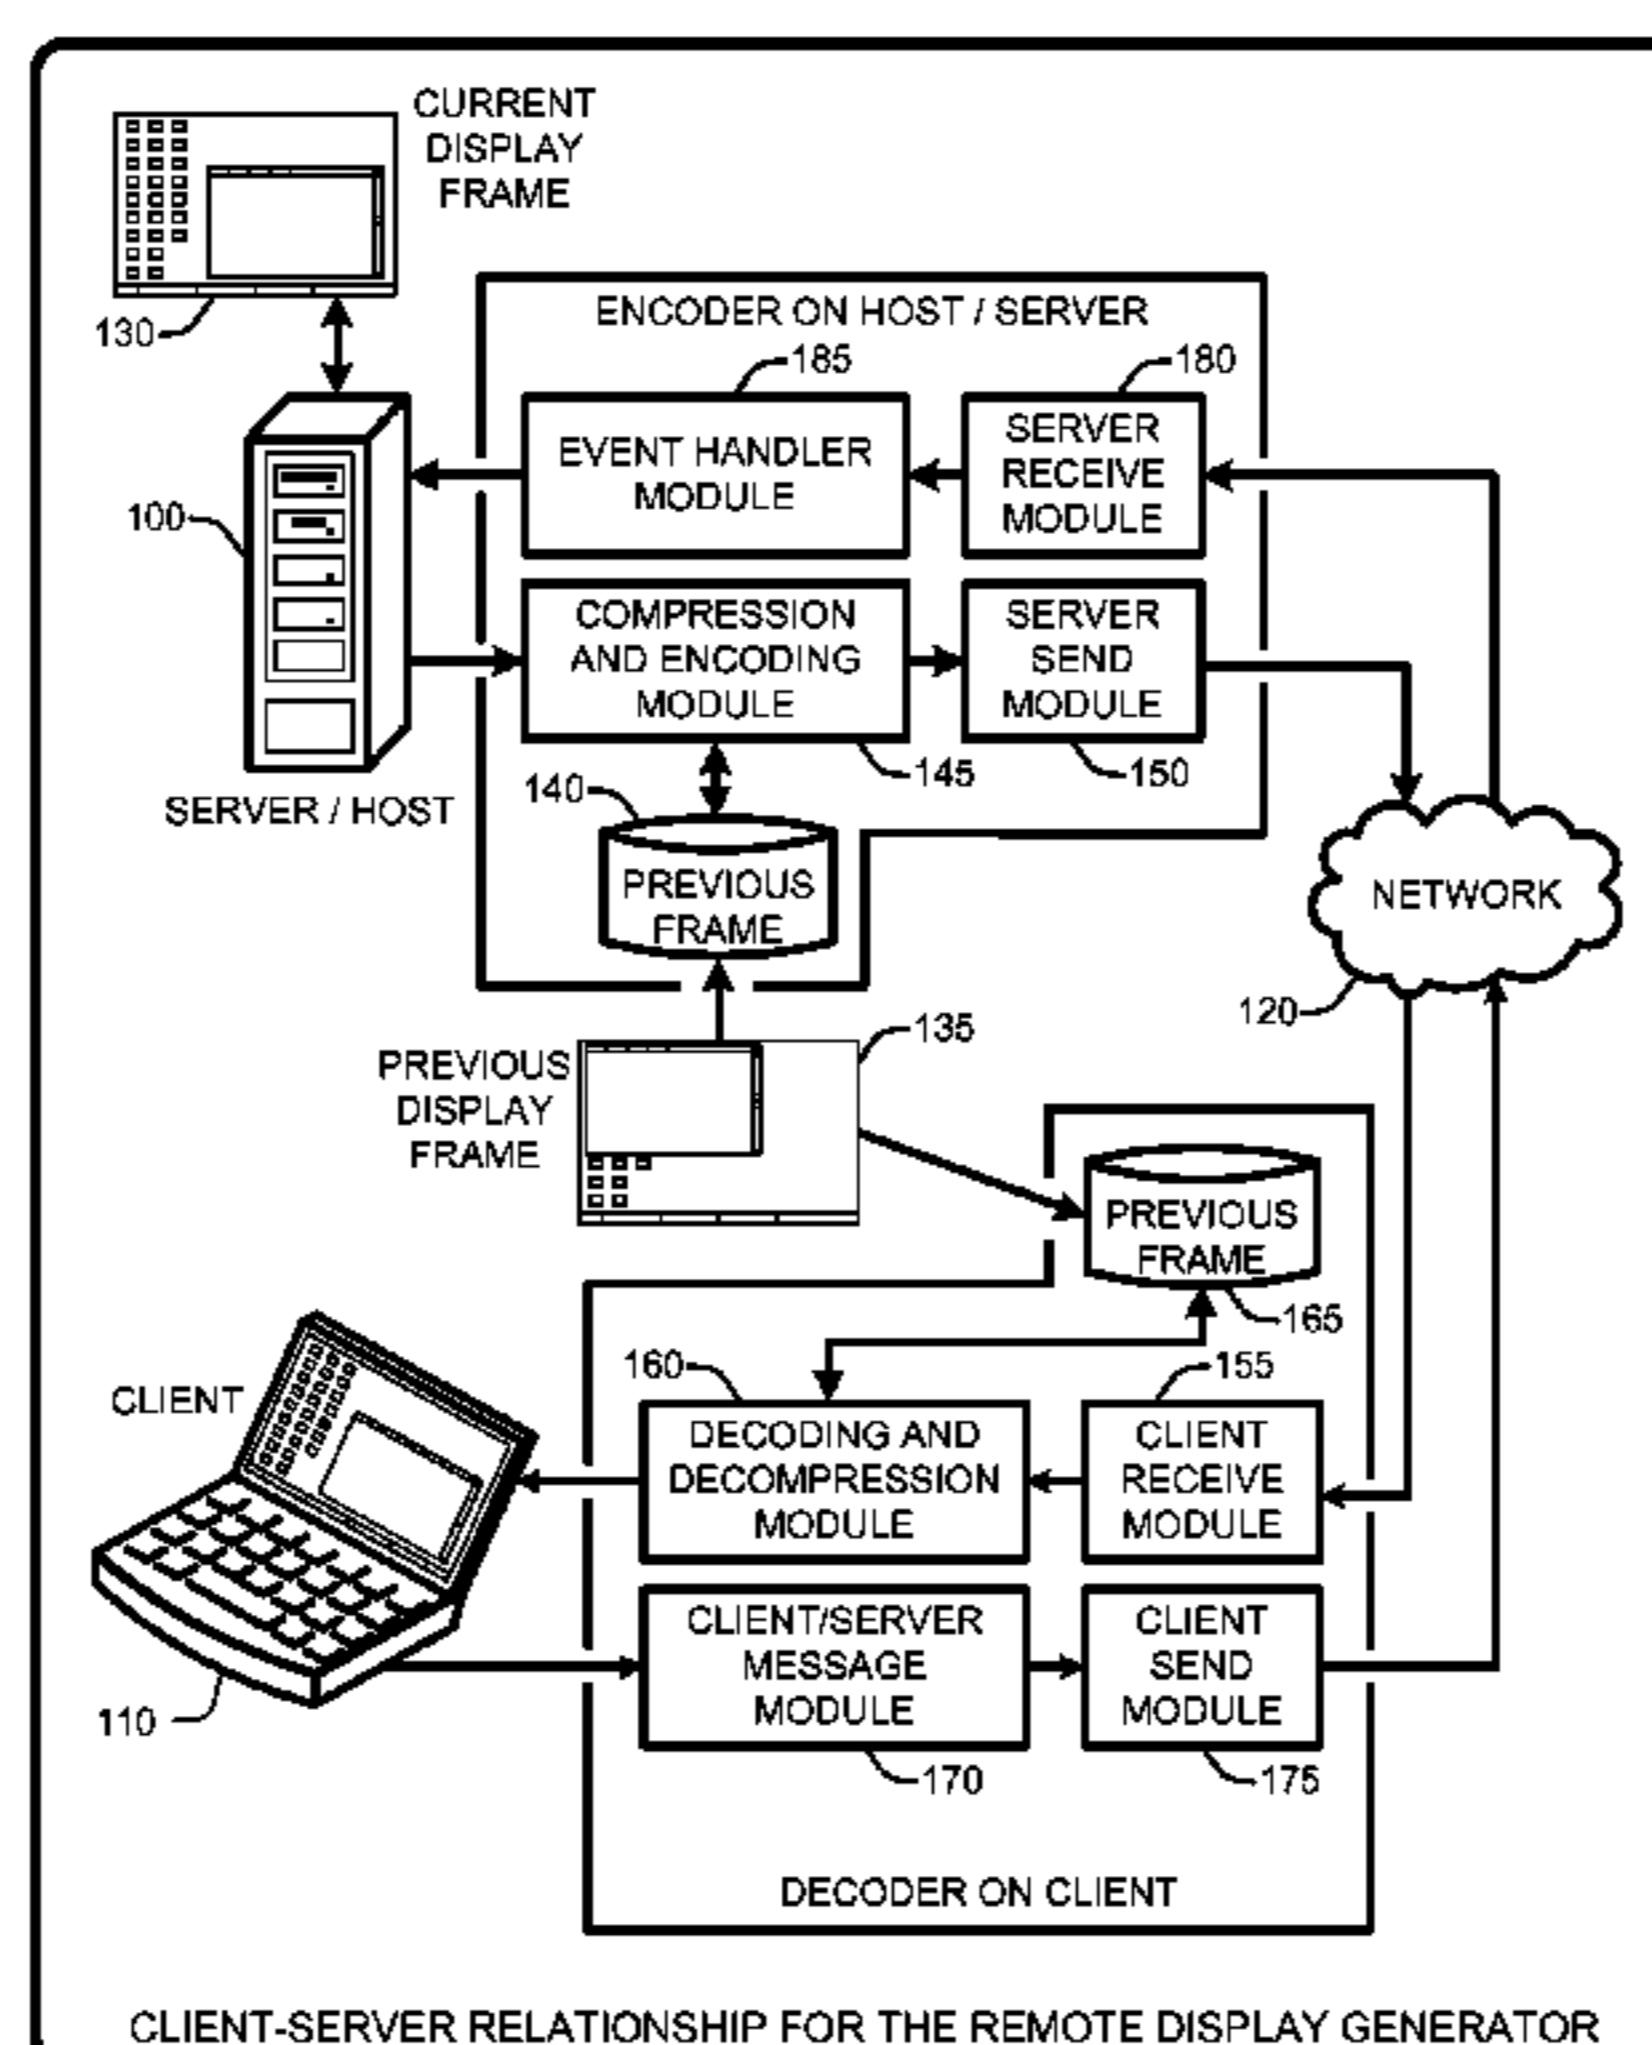 CURRENT
DISPLAY
FRAME
130
ENCODER ON HOST / SERVER
185
180
EVENT HANDLER
MODULE
SERVER
RECEIVE
MODULE
100
COMPRESSION
AND ENCODING
MODULE
SERVER
SEND
MODULE
145
150
140
SERVER / HOST
PREVIOUS
FRAME
NETWORK
120
135
PREVIOUS
DISPLAY
FRAME
PREVIOUS
FRAME
165
160
155
CLIENT
DECODING AND
DECOMPRESSION
MODULE
CLIENT
RECEIVE
MODULE
CLIENT/SERVER
MESSAGE
MODULE
CLIENT
SEND
MODULE
110
170
175
DECODER ON CLIENT
CLIENT-SERVER RELATIONSHIP FOR THE REMOTE DISPLAY GENERATOR